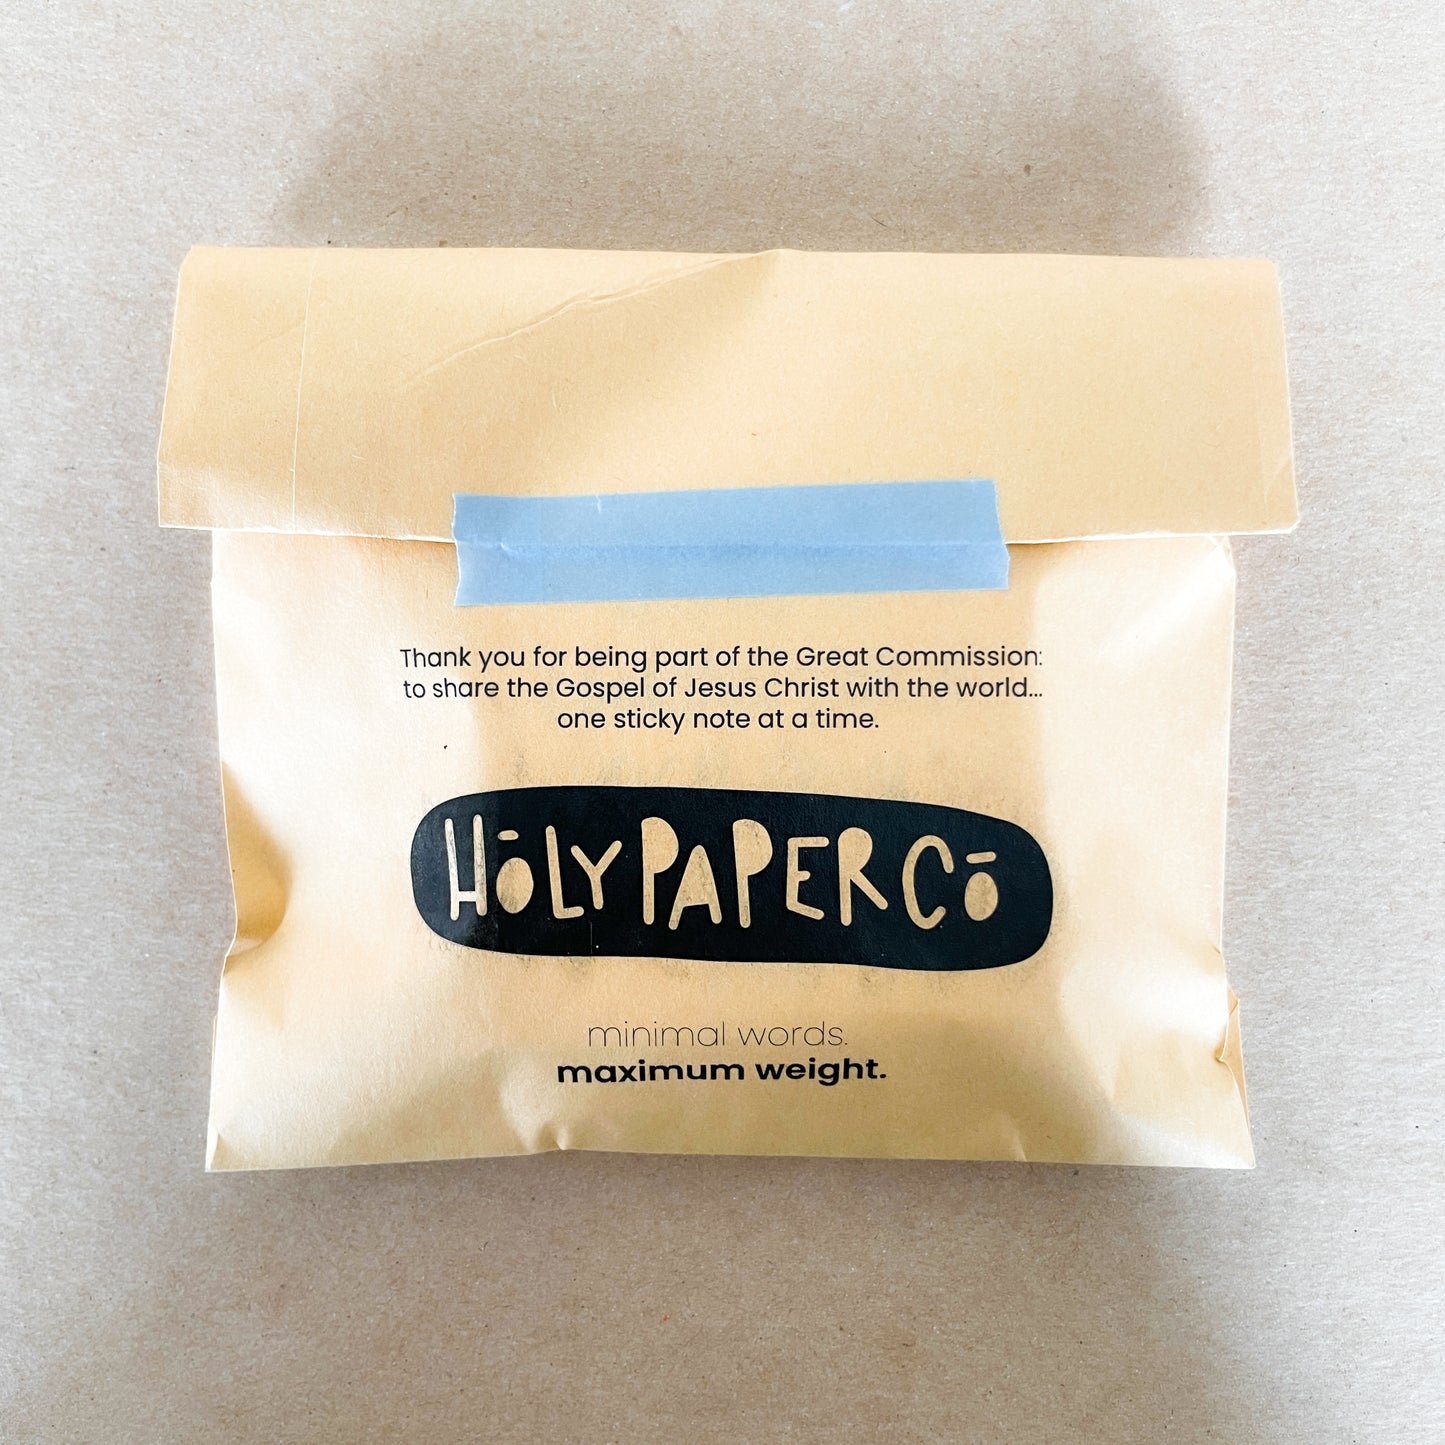 Thank you for being part of the Great Commission:
to share the Gospel of Jesus Christ with the world...
one sticky note at a time.
HōLY PAPER Cō
minimal words.
maximum weight.